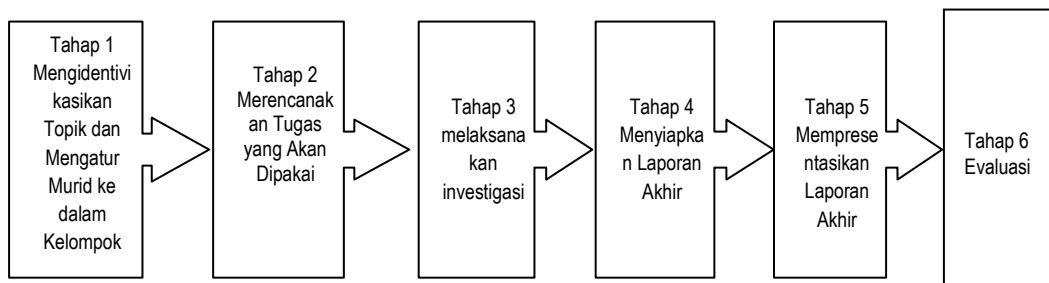 Tahap 1
Mengidentivi
kasikan
Topik dan
Mengatur
Murid ke
dalam
Kelompok
Tahap 2
Merencanak
an Tugas
yang Akan
Dipakai
Tahap 3
melaksana
kan
investigasi
Tahap 4
Menyiapka
n Laporan
Akhir
Tahap 5
MempresE
ntasikan
Laporan
Akhir
Tahap 6
Evaluasi